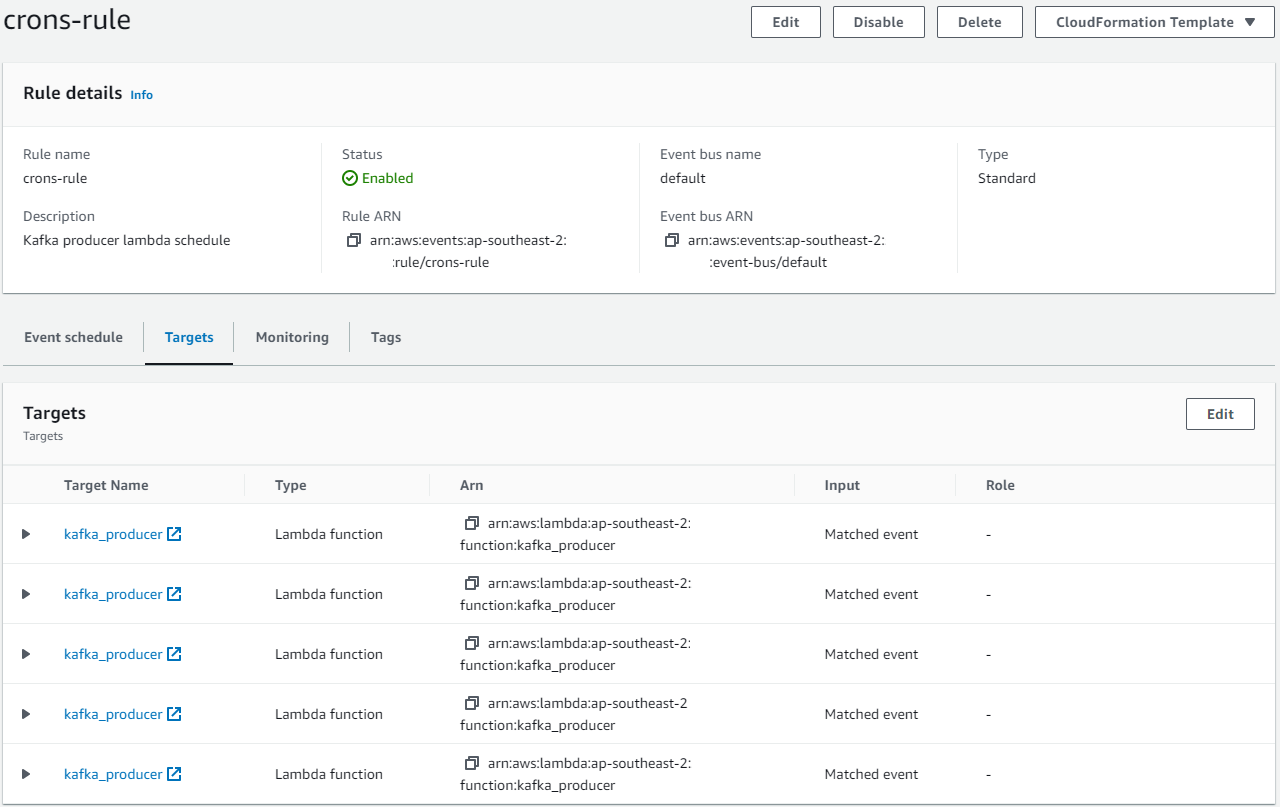 crons-rule
Edit Disable Delete CloudFormation Template
Rule details Info
Rule name Status Event bus name Type
crons-rule Enabled default Standard
Description Rule ARN Event bus ARN
Kafka producer lambda schedule arn:aws:events:ap-southeast-2: arn:aws:events:ap-southeast-2:
:rule/crons-rule :event-bus/default
Event schedule Targets Monitoring Tags
Targets Edit
Targets
Target Name Type Arn Input Role
arn:aws:lambda:ap-southeast-2:
kafka_producer Lambda function Matched event -
function:kafka_producer
arn:aws:lambda:ap-southeast-2:
kafka_producer Lambda function Matched event -
function:kafka_producer
arn:aws:lambda:ap-southeast-2:
kafka_producer Lambda function Matched event -
function:kafka_producer
arn:aws:lambda:ap-southeast-2
kafka_producer Lambda function Matched event -
function:kafka_producer
arn:aws:lambda:ap-southeast-2:
kafka_producer Lambda function Matched event -
function:kafka_producer